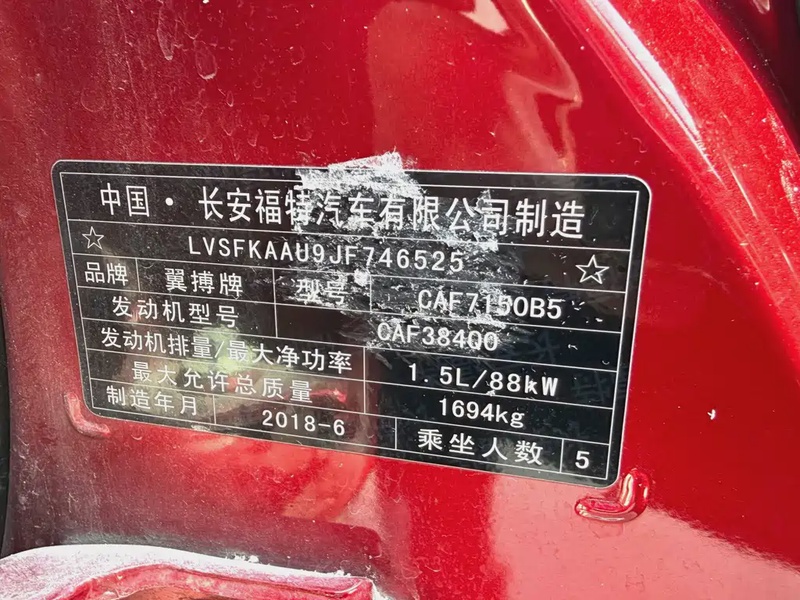 中国·长安福特汽车有限公司制造
☆ LVSFKAAU9JF746525 ☆
品牌 翼搏牌 型号 CAF7150B5
发动机型号 CAF384Q0
发动机排量/最大净功率 1.5L/88kW
最大允许总质量 1694kg
制造年月 2018-6 乘坐人数 5